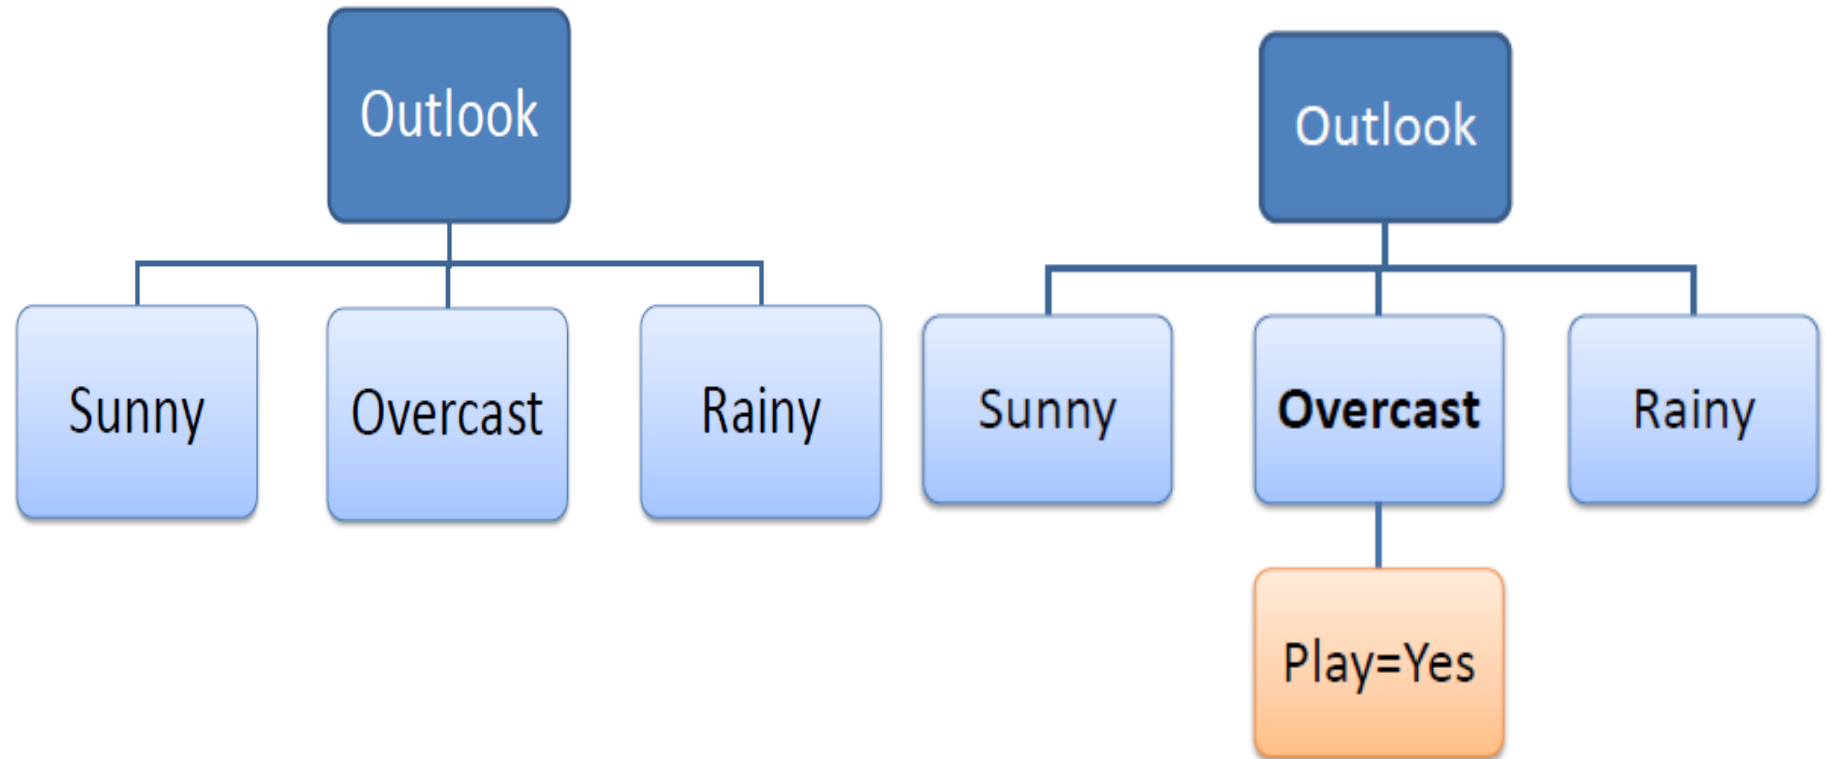 Outlook
Sunny
Overcast
Rainy
Outlook
Sunny
Overcast
Rainy
Play=Yes